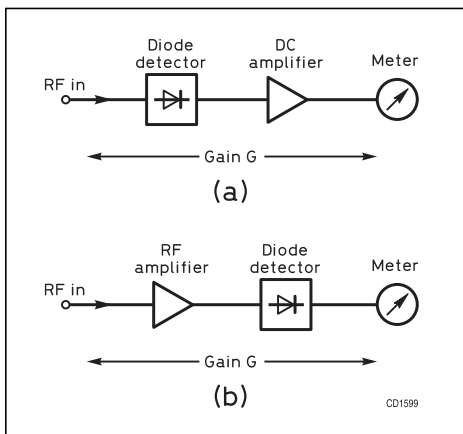 Diode
detector
DC
amplifier
Meter
RF in
Gain G
(a)
RF
amplifier
Diode
detector
Meter
RF in
Gain G
(b)
CD1599